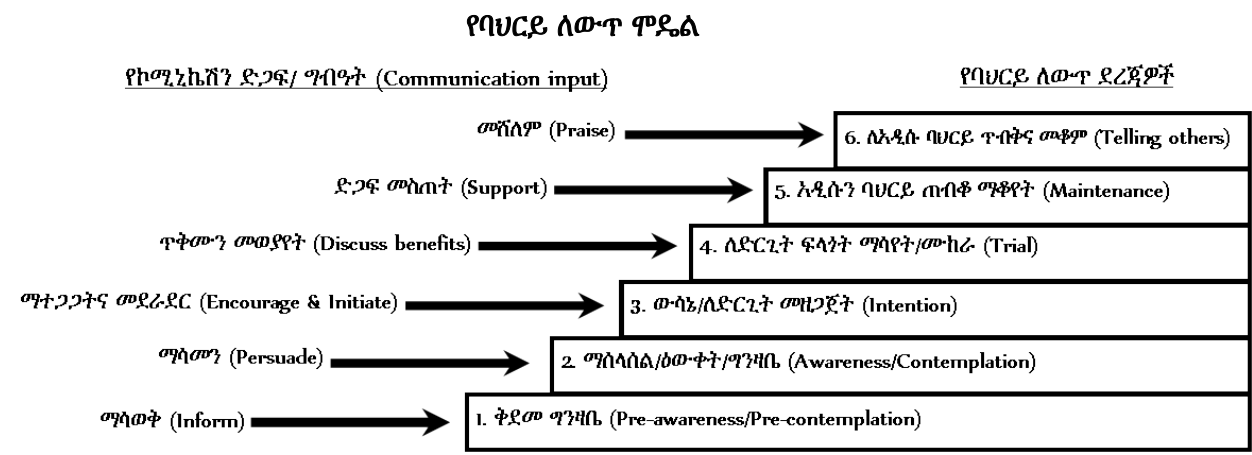 የባህርይ ለውጥ ሞዴል
የኮሚኒኬሽን ድጋፍ/ ግብዓት (Communication input)
የባህርይ ለውጥ ደረጃዎች
መሸለም (Praise)
6. ለአዲሱ ባህርይ ጥብቅና መቆም (Telling others)
ድጋፍ መስጠት (Support)
5. አዲሱን ባህርይ ጠብቆ ማቆየት (Maintenance)
ጥቅሙን መወያየት (Discuss benefits)
4. ለድርጊት ፍላጎት ማሳየት/ሙከራ (Trial)
ማተጋጋትና መደራደር (Encourage & Initiate)
3. ውሳኔ/ለድርጊት መዘጋጀት (Intention)
ማሳመን (Persuade)
2. ማሰላሰል/ዕውቀት/ግንዛቤ (Awareness/Contemplation)
ማሳወቅ (Inform)
1. ቅደመ ግንዛቤ (Pre-awareness/Pre-contemplation)